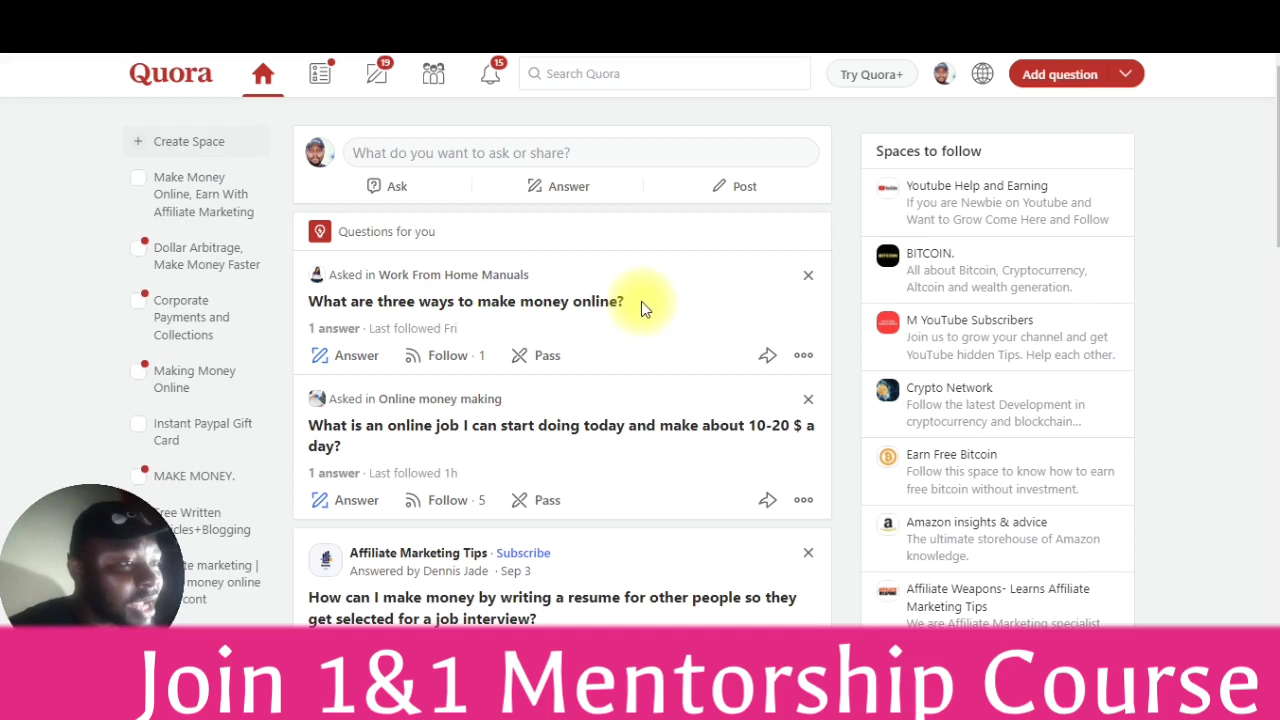 Quora
19
15
Search Quora
Try Quora+
Add question
+ Create Space
Make Money
Online, Earn With
Affiliate Marketing
Dollar Arbitrage,
Make Money Faster
Corporate
Payments and
Collections
Making Money
Online
Instant Paypal Gift
Card
MAKE MONEY.
Free Written
Blogging
marketing |
money online
What do you want to ask or share?
Ask
Answer
Post
Questions for you
Asked in Work From Home Manuals
What are three ways to make money online?
1 answer · Last followed Fri
Answer
Follow · 1
Pass
Asked in Online money making
What is an online job I can start doing today and make about 10-20 $ a
day?
1 answer · Last followed 1h
Answer
Follow · 5
Pass
Affiliate Marketing Tips · Subscribe
Answered by Dennis Jade · Sep 3
How can I make money by writing a resume for other people so they
get selected for a job interview?
Spaces to follow
Youtube Help and Earning
If you are Newbie on Youtube and
Want to Grow Come Here and Follow
BITCOIN.
All about Bitcoin, Cryptocurrency,
Altcoin and wealth generation.
M YouTube Subscribers
Join us to grow your channel and get
YouTube hidden Tips. Help each other.
Crypto Network
Follow the latest Development in
cryptocurrency and blockchain...
Earn Free Bitcoin
Follow this space to know how to earn
free bitcoin without investment.
Amazon insights & advice
The ultimate storehouse of Amazon
knowledge.
Affiliate Weapons- Learns Affiliate
Marketing Tips
We are Affiliate Marketing specialist
Join 1&1 Mentorship Course